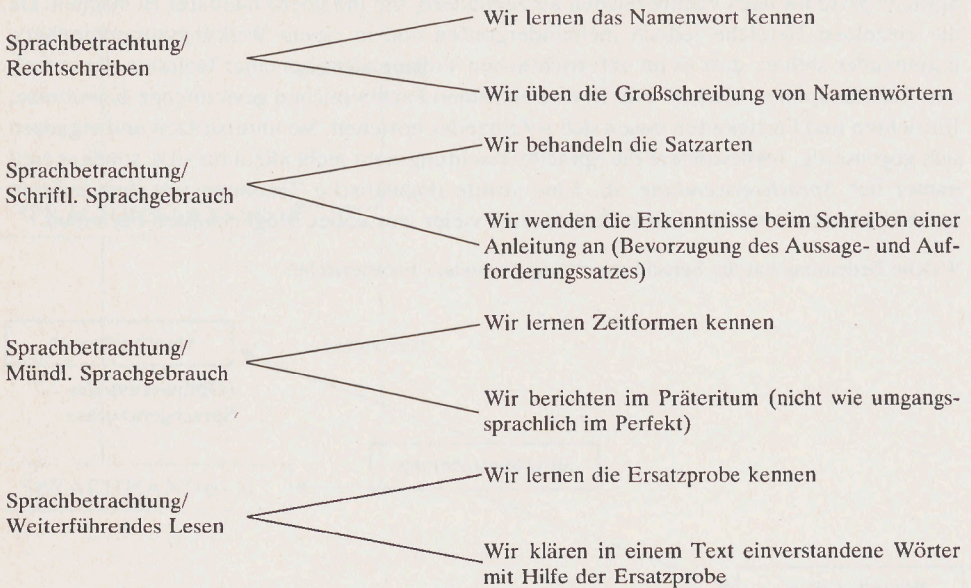 Wir lernen das Namenwort kennen
Sprachbetrachtung/
Rechtschreiben
Wir üben die Großschreibung von Namenwörtern
Wir behandeln die Satzarten
Sprachbetrachtung/
Schriftl. Sprachgebrauch
Wir wenden die Erkenntnisse beim Schreiben einer
Anleitung an (Bevorzugung des Aussage- und Auf-
forderungssatzes)
Wir lernen Zeitformen kennen
Sprachbetrachtung/
Mündl. Sprachgebrauch
Wir berichten im Präteritum (nicht wie umgangs-
sprachlich im Perfekt)
Wir lernen die Ersatzprobe kennen
Sprachbetrachtung/
Weiterführendes Lesen
Wir klären in einem Text einverstandene Wörter
mit Hilfe der Ersatzprobe